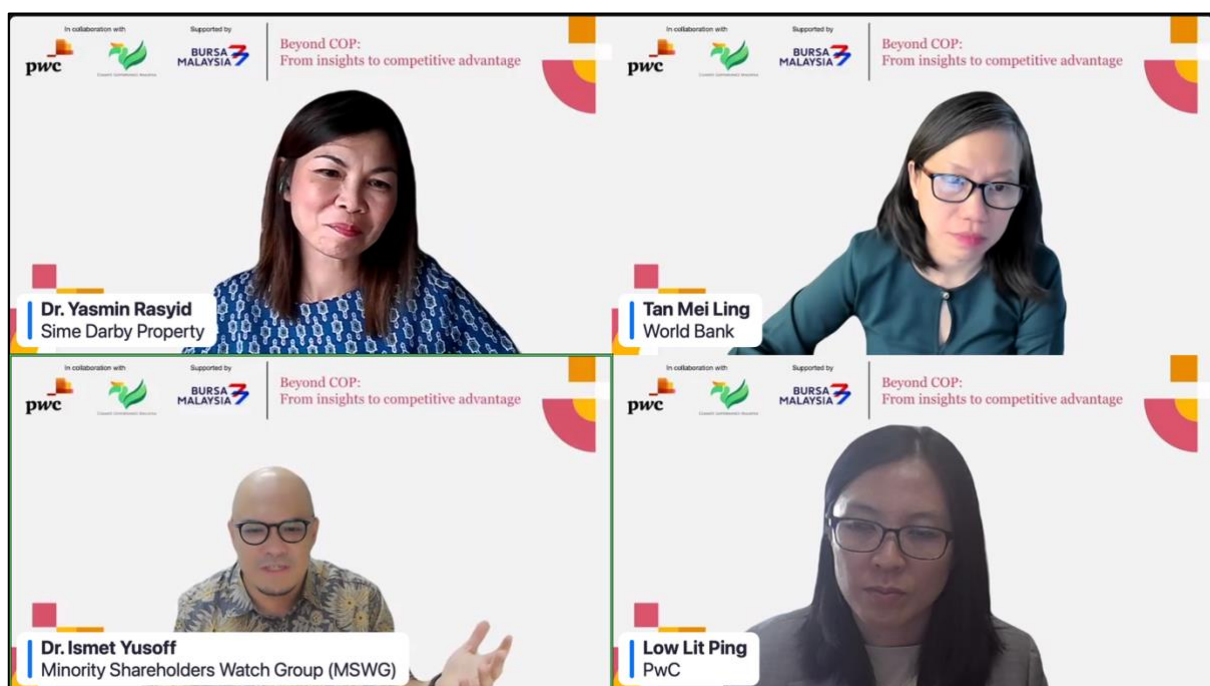 In collaboration with
Supported by
pwc
BURSA
MALAYSIA
Beyond COP:
From insights to competitive advantage
Dr. Yasmin Rasyid
Sime Darby Property
In collaboration with
Supported by
pwc
BURSA
MALAYSIA
Beyond COP:
From insights to competitive advantage
Tan Mei Ling
World Bank
In collaboration with
Supported by
pwc
BURSA
MALAYSIA
Beyond COP:
From insights to competitive advantage
Dr. Ismet Yusoff
Minority Shareholders Watch Group (MSWG)
In collaboration with
Supported by
pwc
BURSA
MALAYSIA
Beyond COP:
From insights to competitive advantage
Low Lit Ping
PwC